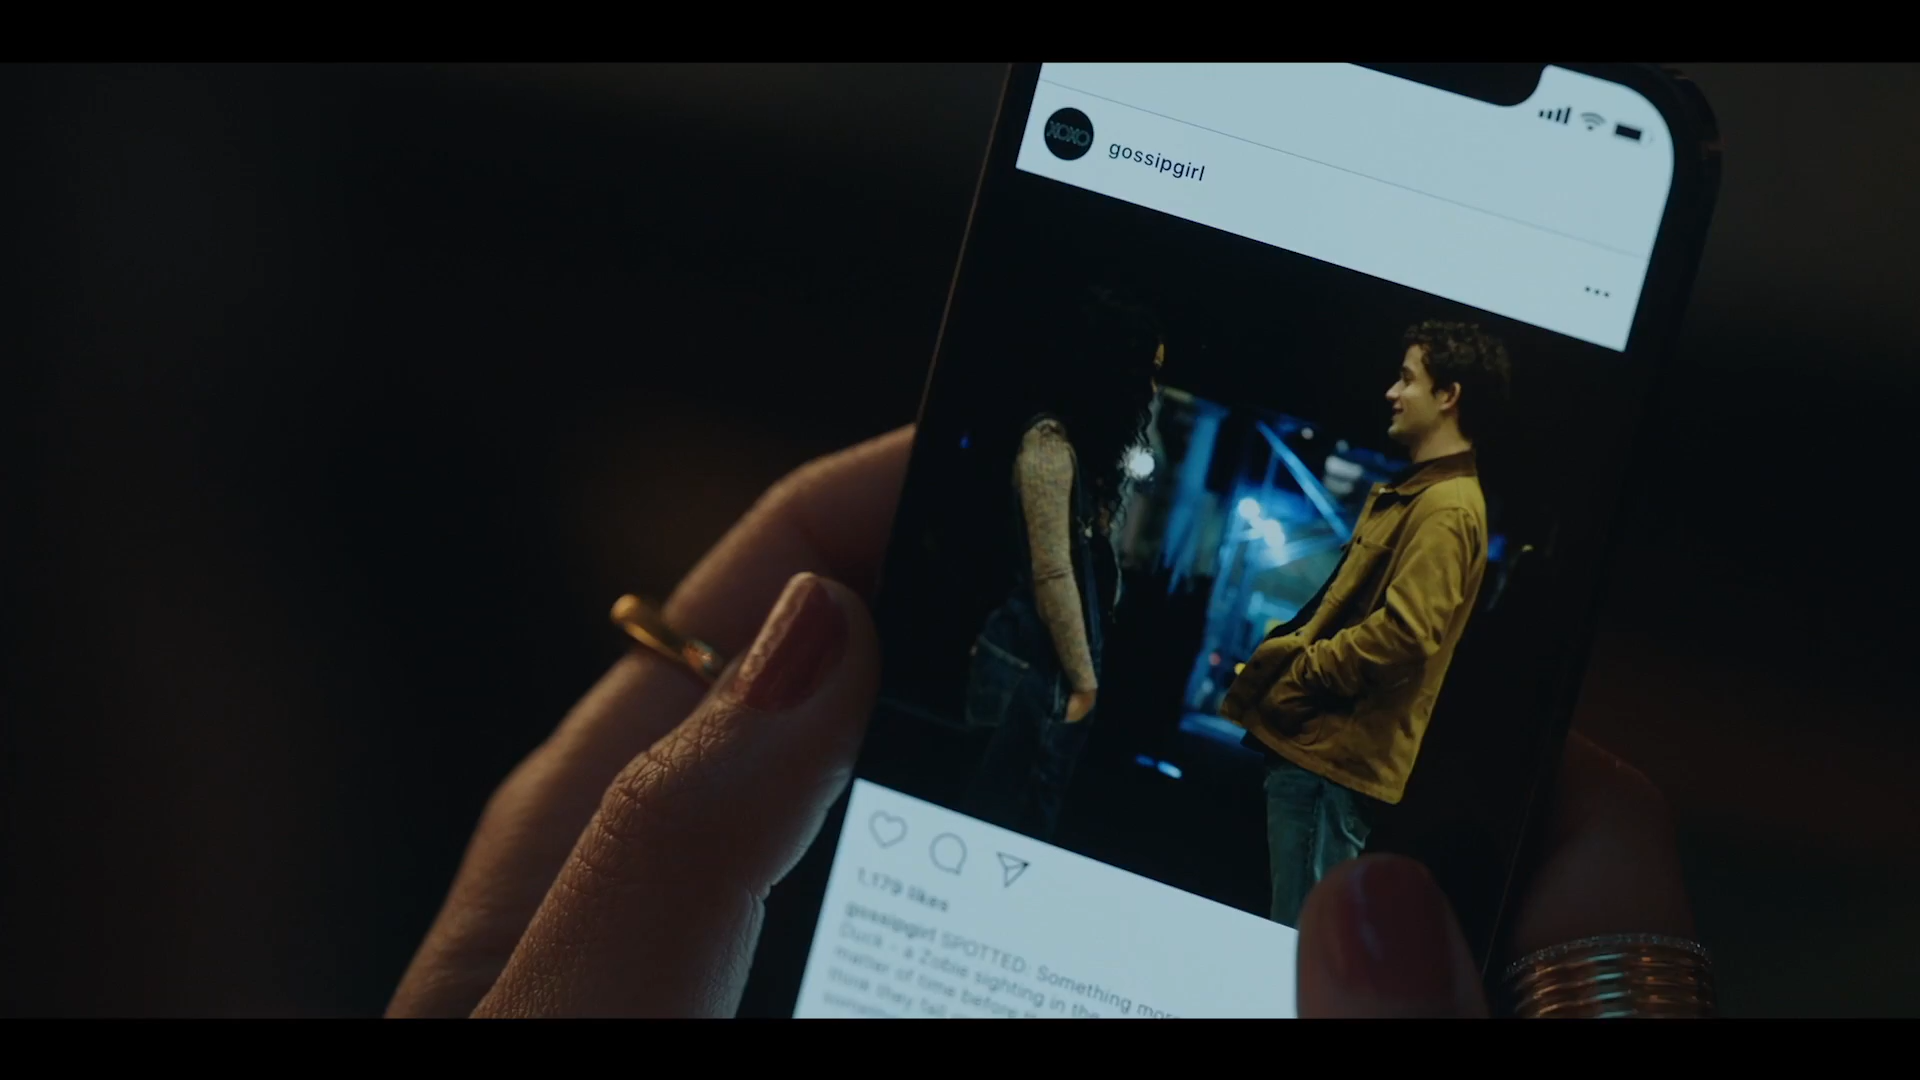 XOXO
gossipgirl
1,179 likes
gossipgirl SPOTTED: Something more
Duck - a Zobie sighting in the
matter of time before
think they fall